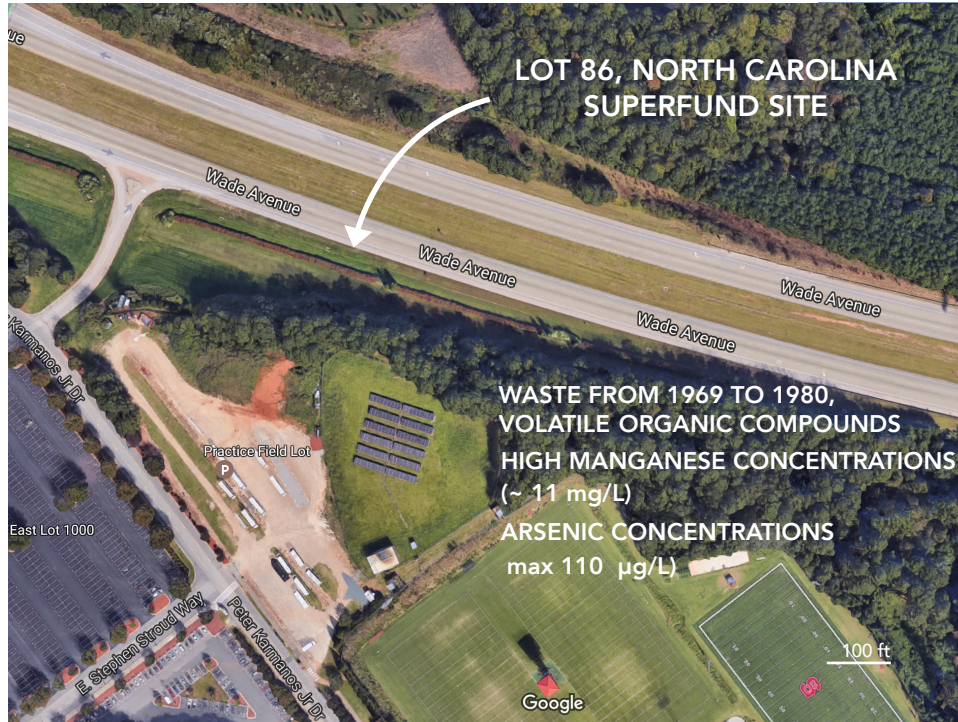 ue
LOT 86, NORTH CAROLINA
SUPERFUND SITE
Wade Avenue
Wade Avenue
Wade Avenue
Wade Avenue
Karmanos Jr Dr
WASTE FROM 1969 TO 1980,
VOLATILE ORGANIC COMPOUNDS
HIGH MANGANESE CONCENTRATIONS
(~ 11 mg/L)
Practice Field Lot
P
East Lot 1000
ARSENIC CONCENTRATIONS
max 110 µg/L)
E. Stephen Stroud Way
Peter Karmanos Jr Dr
100 ft
Google